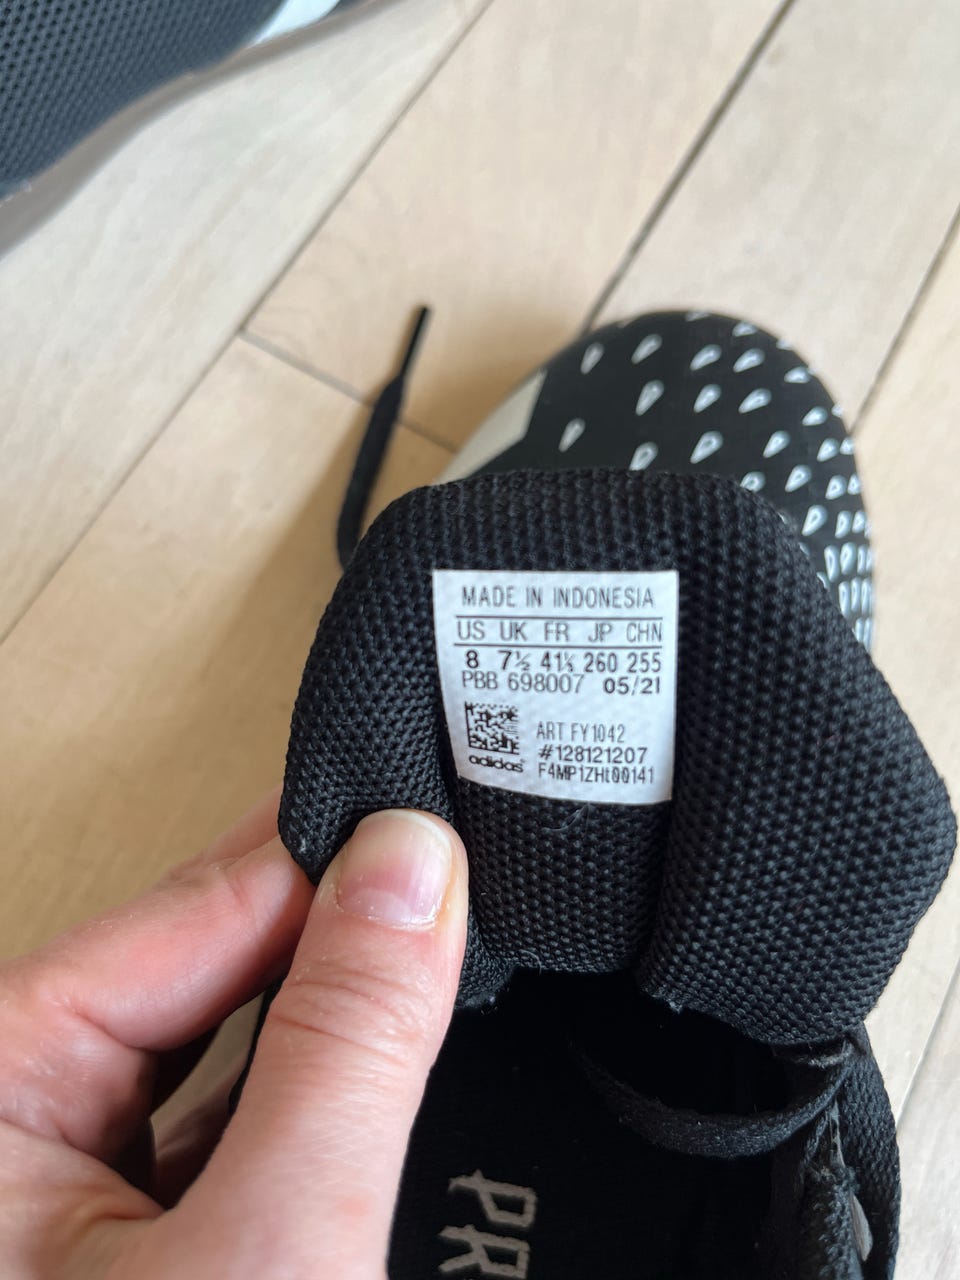 MADE IN INDONESIA
US UK FR JP CHN
8 7½ 41⅓ 260 255
PBB 698007 05/21
ART FY1042
#128121207
adidas
F4MP1ZHt00141
PR